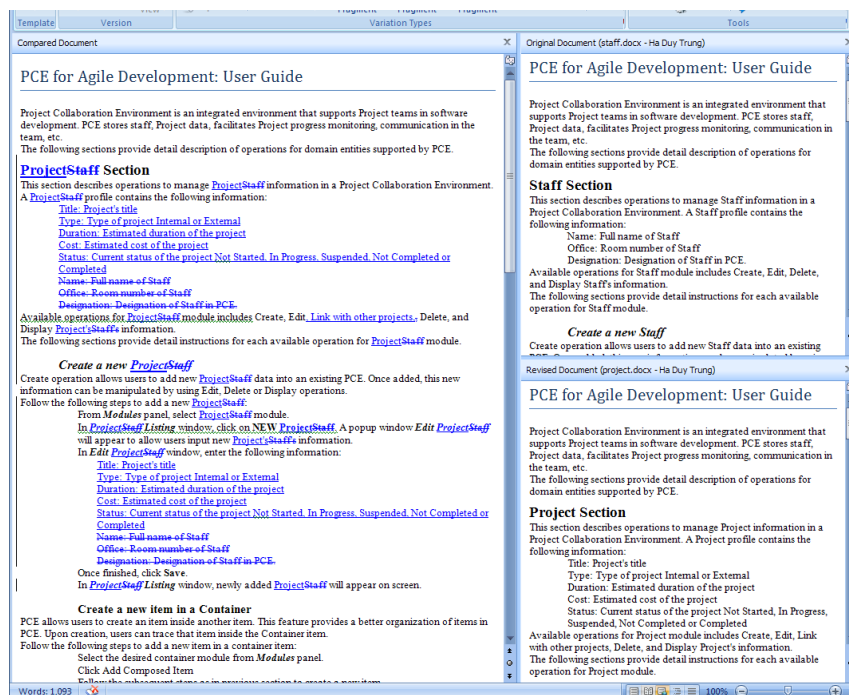 View
Fragment Fragment Fragment
Template Version Variation Types Tools
Compared Document
PCE for Agile Development: User Guide
Project Collaboration Environment is an integrated environment that supports Project teams in software
development. PCE stores staff, Project data, facilitates Project progress monitoring, communication in the
team, etc.
The following sections provide detail description of operations for domain entities supported by PCE.
ProjectStaff Section
This section describes operations to manage ProjectStaff information in a Project Collaboration Environment.
A ProjectStaff profile contains the following information:
Title: Project's title
Type: Type of project Internal or External
Duration: Estimated duration of the project
Cost: Estimated cost of the project
Status: Current status of the project Not Started, In Progress, Suspended, Not Completed or
Completed
Name: Full name of Staff
Office: Room number of Staff
Designation: Designation of Staff in PCE.
Available operations for ProjectStaff module includes Create, Edit, Link with other projects,, Delete, and
Display Project'sStaff's information.
The following sections provide detail instructions for each available operation for ProjectStaff module.
Create a new ProjectStaff
Create operation allows users to add new ProjectStaff data into an existing PCE. Once added, this new
information can be manipulated by using Edit, Delete or Display operations.
Follow the following steps to add a new ProjectStaff:
From Modules panel, select ProjectStaff module.
In ProjectStaff Listing window, click on NEW ProjectStaff. A popup window Edit ProjectStaff
will appear to allow users input new Project'sStaff's information.
In Edit ProjectStaff window, enter the following information:
Title: Project's title
Type: Type of project Internal or External
Duration: Estimated duration of the project
Cost: Estimated cost of the project
Status: Current status of the project Not Started, In Progress, Suspended, Not Completed or
Completed
Name: Full name of Staff
Office: Room number of Staff
Designation: Designation of Staff in PCE.
Once finished, click Save.
In ProjectStaff Listing window, newly added ProjectStaff will appear on screen.
Create a new item in a Container
PCE allows users to create an item inside another item. This feature provides a better organization of items in
PCE. Upon creation, users can trace that item inside the Container item.
Follow the following steps to add a new item in a container item:
Select the desired container module from Modules panel.
Click Add Composed Item
Follow the subsequent steps as in previous section to create a new item
Original Document (staff.docx - Ha Duy Trung)
PCE for Agile Development: User Guide
Project Collaboration Environment is an integrated environment that
supports Project teams in software development. PCE stores staff,
Project data, facilitates Project progress monitoring, communication in
the team, etc.
The following sections provide detail description of operations for
domain entities supported by PCE.
Staff Section
This section describes operations to manage Staff information in a
Project Collaboration Environment. A Staff profile contains the
following information:
Name: Full name of Staff
Office: Room number of Staff
Designation: Designation of Staff in PCE.
Available operations for Staff module includes Create, Edit, Delete,
and Display Staff's information.
The following sections provide detail instructions for each available
operation for Staff module.
Create a new Staff
Create operation allows users to add new Staff data into an existing
Revised Document (project.docx - Ha Duy Trung)
PCE for Agile Development: User Guide
Project Collaboration Environment is an integrated environment that
supports Project teams in software development. PCE stores staff,
Project data, facilitates Project progress monitoring, communication in
the team, etc.
The following sections provide detail description of operations for
domain entities supported by PCE.
Project Section
This section describes operations to manage Project information in a
Project Collaboration Environment. A Project profile contains the
following information:
Title: Project's title
Type: Type of project Internal or External
Duration: Estimated duration of the project
Cost: Estimated cost of the project
Status: Current status of the project Not Started, In Progress,
Suspended, Not Completed or Completed
Available operations for Project module includes Create, Edit, Link
with other projects, Delete, and Display Project's information.
The following sections provide detail instructions for each available
operation for Project module.
Words: 1,093 100%